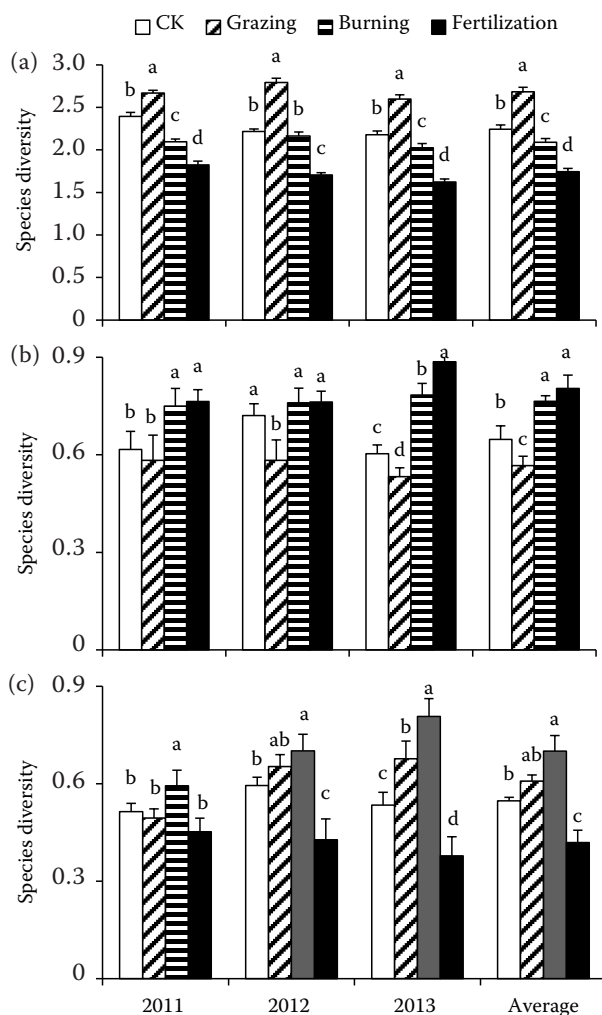 CK Grazing Burning Fertilization
(a)
3.0
2.5
2.0
1.5
1.0
0.5
0
Species diversity
b a c d
b a b c
b a c d
b a c d
(b)
0.9
0.6
0.3
0
Species diversity
b b a a
a b a a
c d b a
b c a a
(c)
0.9
0.6
0.3
0
Species diversity
b b a b
b ab a c
c b a d
b ab a c
2011 2012 2013 Average